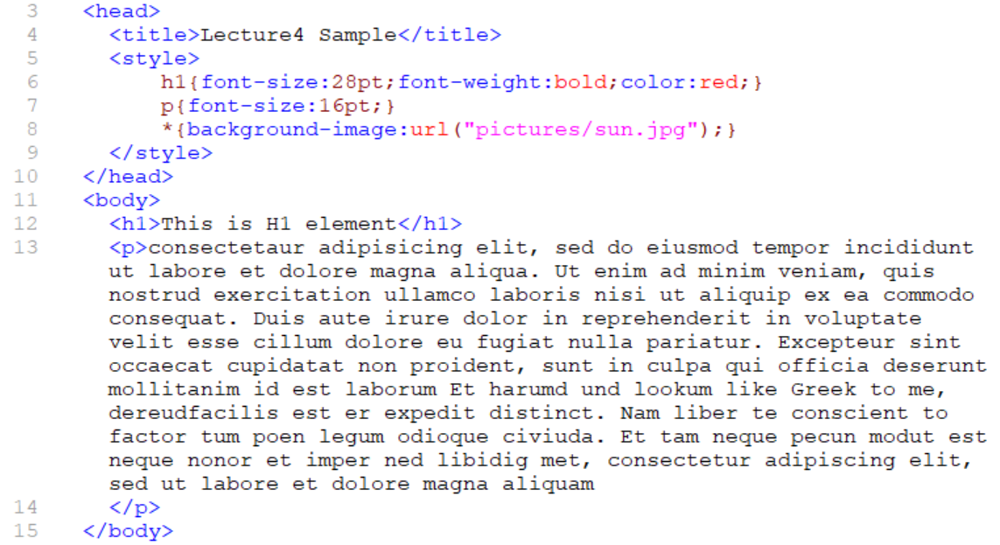 3 <head>
4 <title>Lecture4 Sample</title>
5 <style>
6 h1{font-size:28pt;font-weight:bold;color:red;}
7 p{font-size:16pt;}
8 *{background-image:url("pictures/sun.jpg");}
9 </style>
10 </head>
11 <body>
12 <h1>This is H1 element</h1>
13 <p>consectetaur adipisicing elit, sed do eiusmod tempor incididunt
ut labore et dolore magna aliqua. Ut enim ad minim veniam, quis
nostrud exercitation ullamco laboris nisi ut aliquip ex ea commodo
consequat. Duis aute irure dolor in reprehenderit in voluptate
velit esse cillum dolore eu fugiat nulla pariatur. Excepteur sint
occaecat cupidatat non proident, sunt in culpa qui officia deserunt
mollitanim id est laborum Et harumd und lookum like Greek to me,
dereudfacilis est er expedit distinct. Nam liber te conscient to
factor tum poen legum odioque civiuda. Et tam neque pecun modut est
neque nonor et imper ned libidig met, consectetur adipiscing elit,
sed ut labore et dolore magna aliquam
14 </p>
15 </body>